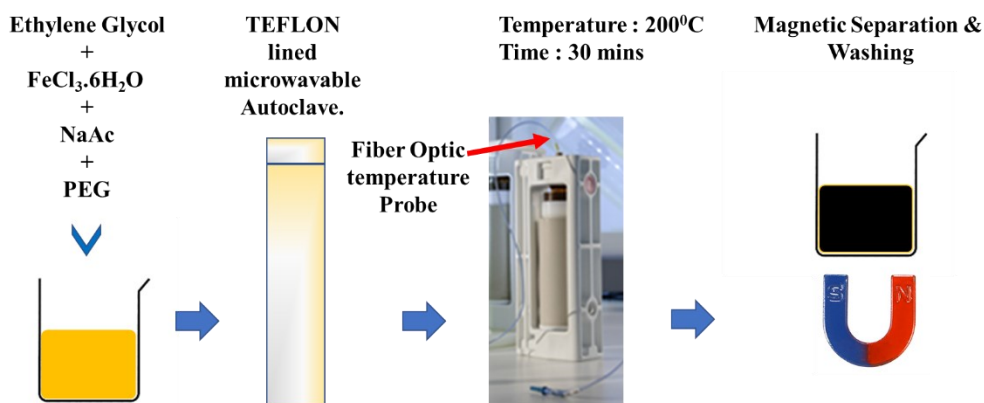 Ethylene Glycol
+
FeCl₃.6H₂O
+
NaAc
+
PEG
TEFLON
lined
microwavable
Autoclave.
Temperature : 200⁰C
Time : 30 mins
Fiber Optic
temperature
Probe
Magnetic Separation &
Washing
S N